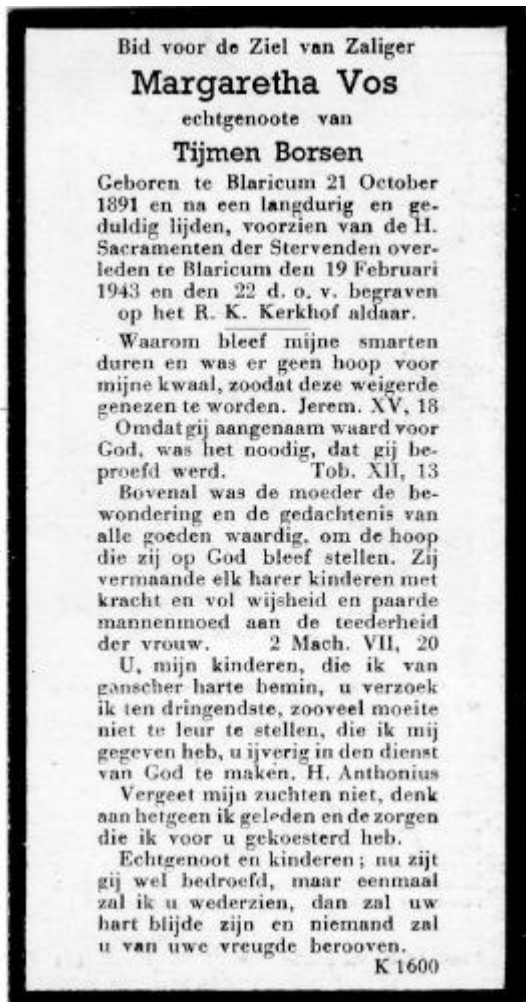 Bid voor de Ziel van Zaliger
Margaretha Vos
echtgenoote van
Tijmen Borsen
Geboren te Blaricum 21 October
1891 en na een langdurig en ge-
duldig lijden, voorzien van de H.
Sacramenten der Stervenden over-
leden te Blaricum den 19 Februari
1943 en den 22 d. o. v. begraven
op het R. K. Kerkhof aldaar.
Waarom bleef mijne smarten
duren en was er geen hoop voor
mijne kwaal, zoodat deze weigerde
genezen te worden. Jerem. XV, 18
Omdat gij aangenaam waard voor
God, was het noodig, dat gij be-
proefd werd. Tob. XII, 13
Bovenal was de moeder de be-
wondering en de gedachtenis van
alle goeden waardig, om de hoop
die zij op God bleef stellen. Zij
vermaande elk harer kinderen met
kracht en vol wijsheid en paarde
mannenmoed aan de teederheid
der vrouw. 2 Mach. VII, 20
U, mijn kinderen, die ik van
ganscher harte bemin, u verzoek
ik ten dringendste, zooveel moeite
niet te leur te stellen, die ik mij
gegeven heb, u ijverig in den dienst
van God te maken. H. Anthonius
Vergeet mijn zuchten niet, denk
aan hetgeen ik geleden en de zorgen
die ik voor u gekoesterd heb.
Echtgenoot en kinderen; nu zijt
gij wel bedroefd, maar eenmaal
zal ik u wederzien, dan zal uw
hart blijde zijn en niemand zal
u van uwe vreugde berooven.
K 1600